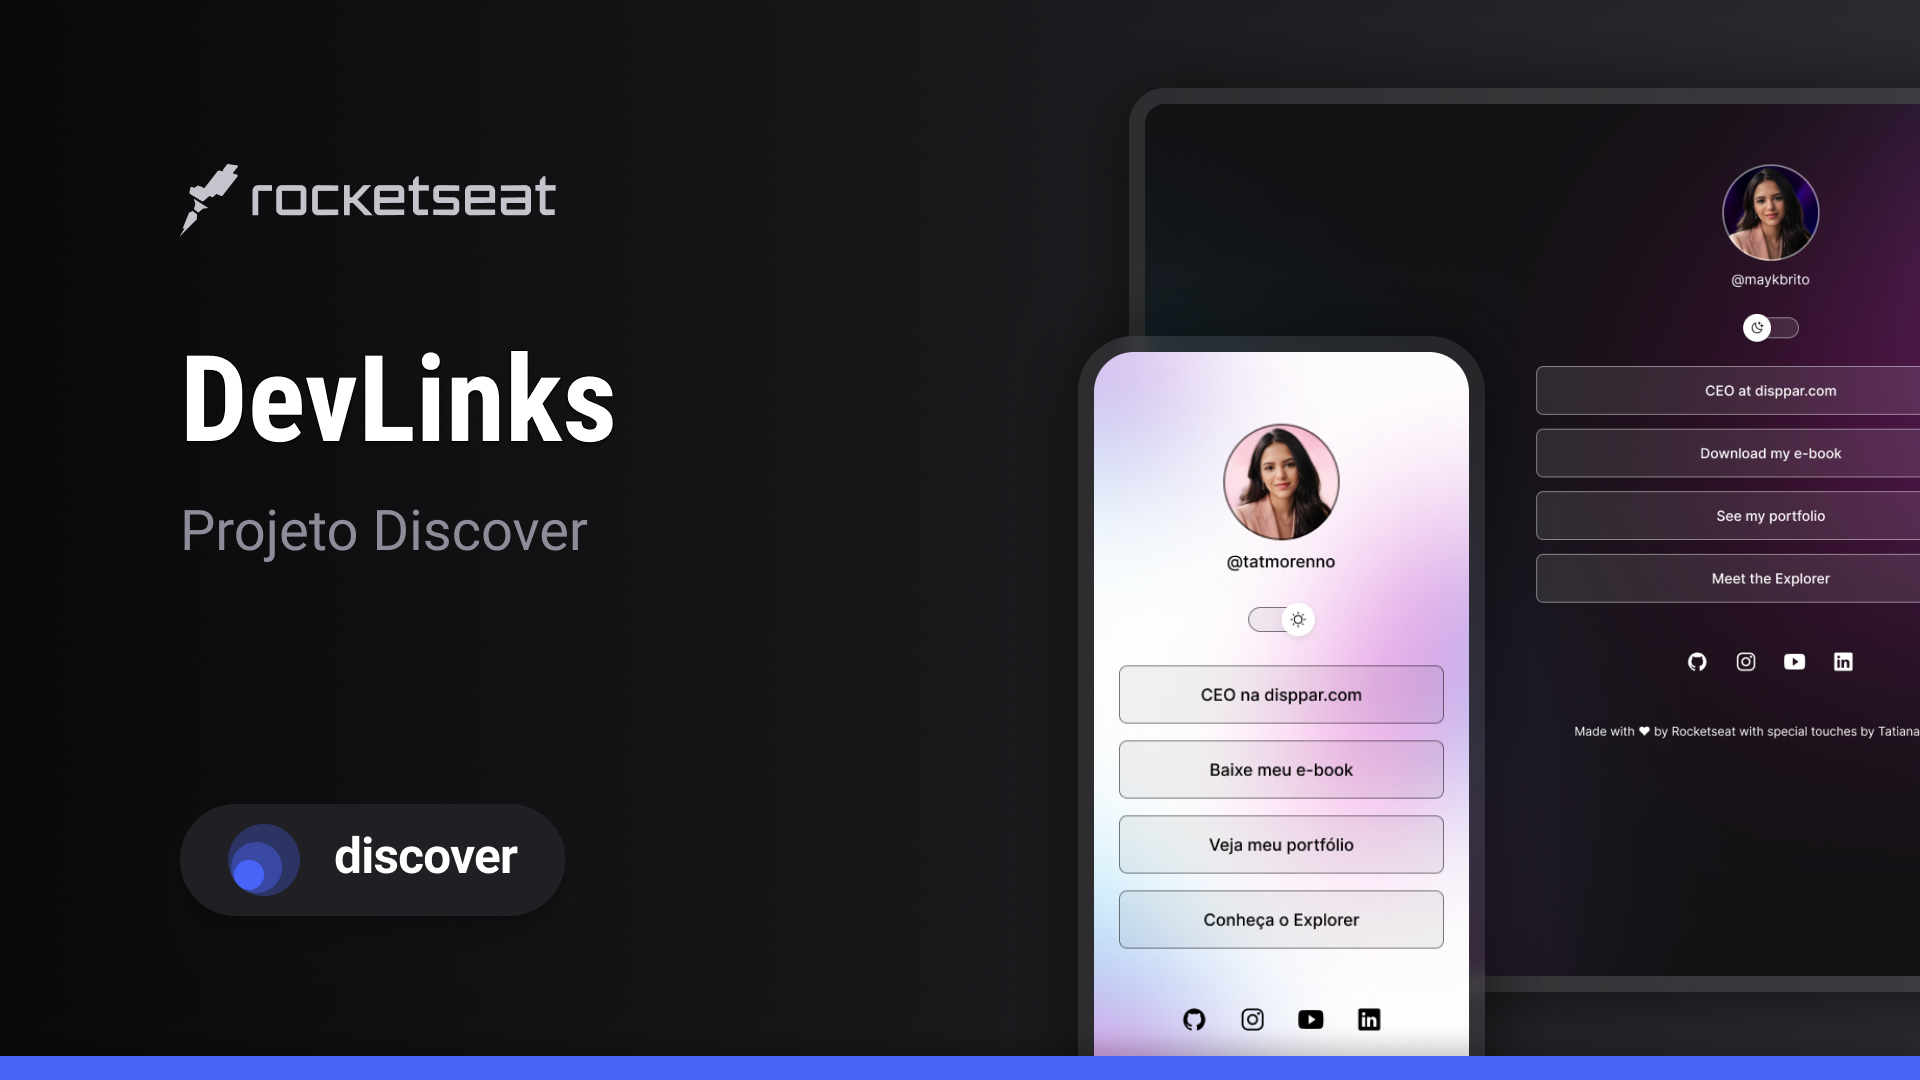 rocketseat
DevLinks
Projeto Discover
discover
@tatmorenno
CEO na disppar.com
Baixe meu e-book
Veja meu portfólio
Conheça o Explorer
@maykbrito
CEO at disppar.com
Download my e-book
See my portfolio
Meet the Explorer
Made with ♥ by Rocketseat with special touches by Tatiana